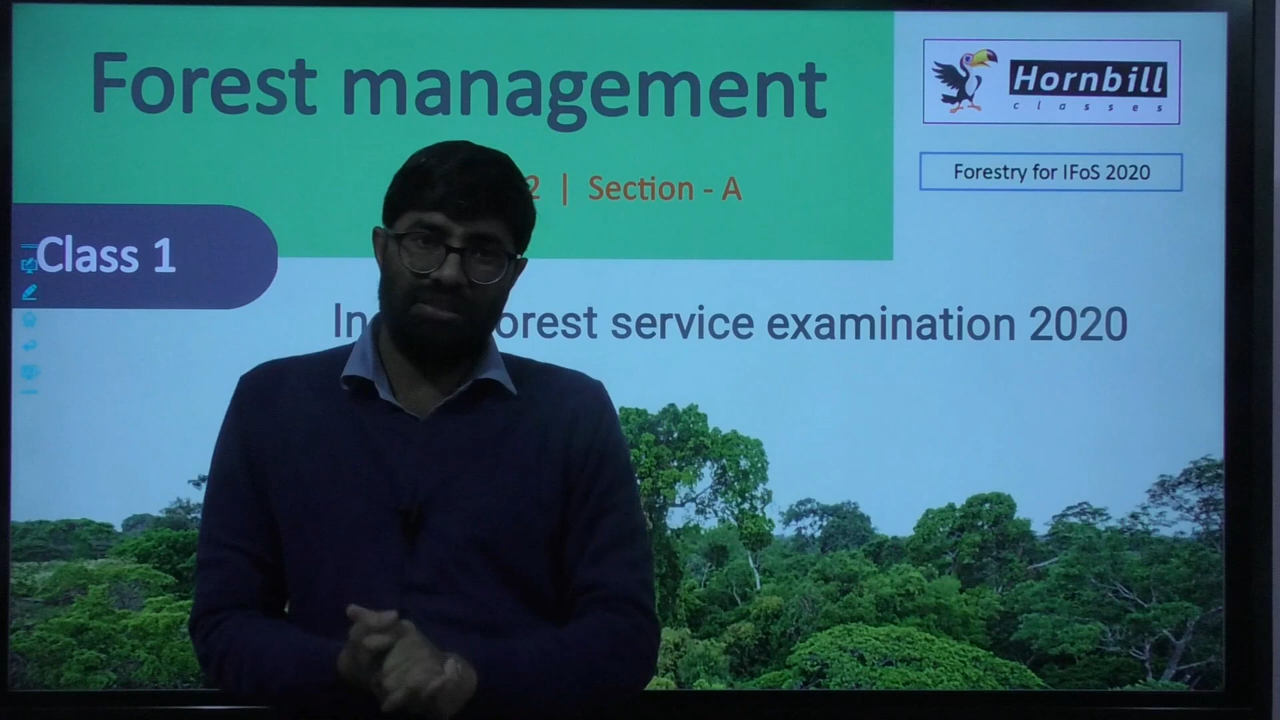 Forest management
2 | Section - A
Class 1
orest service examination 2020
Hornbill
classes
Forestry for IFoS 2020